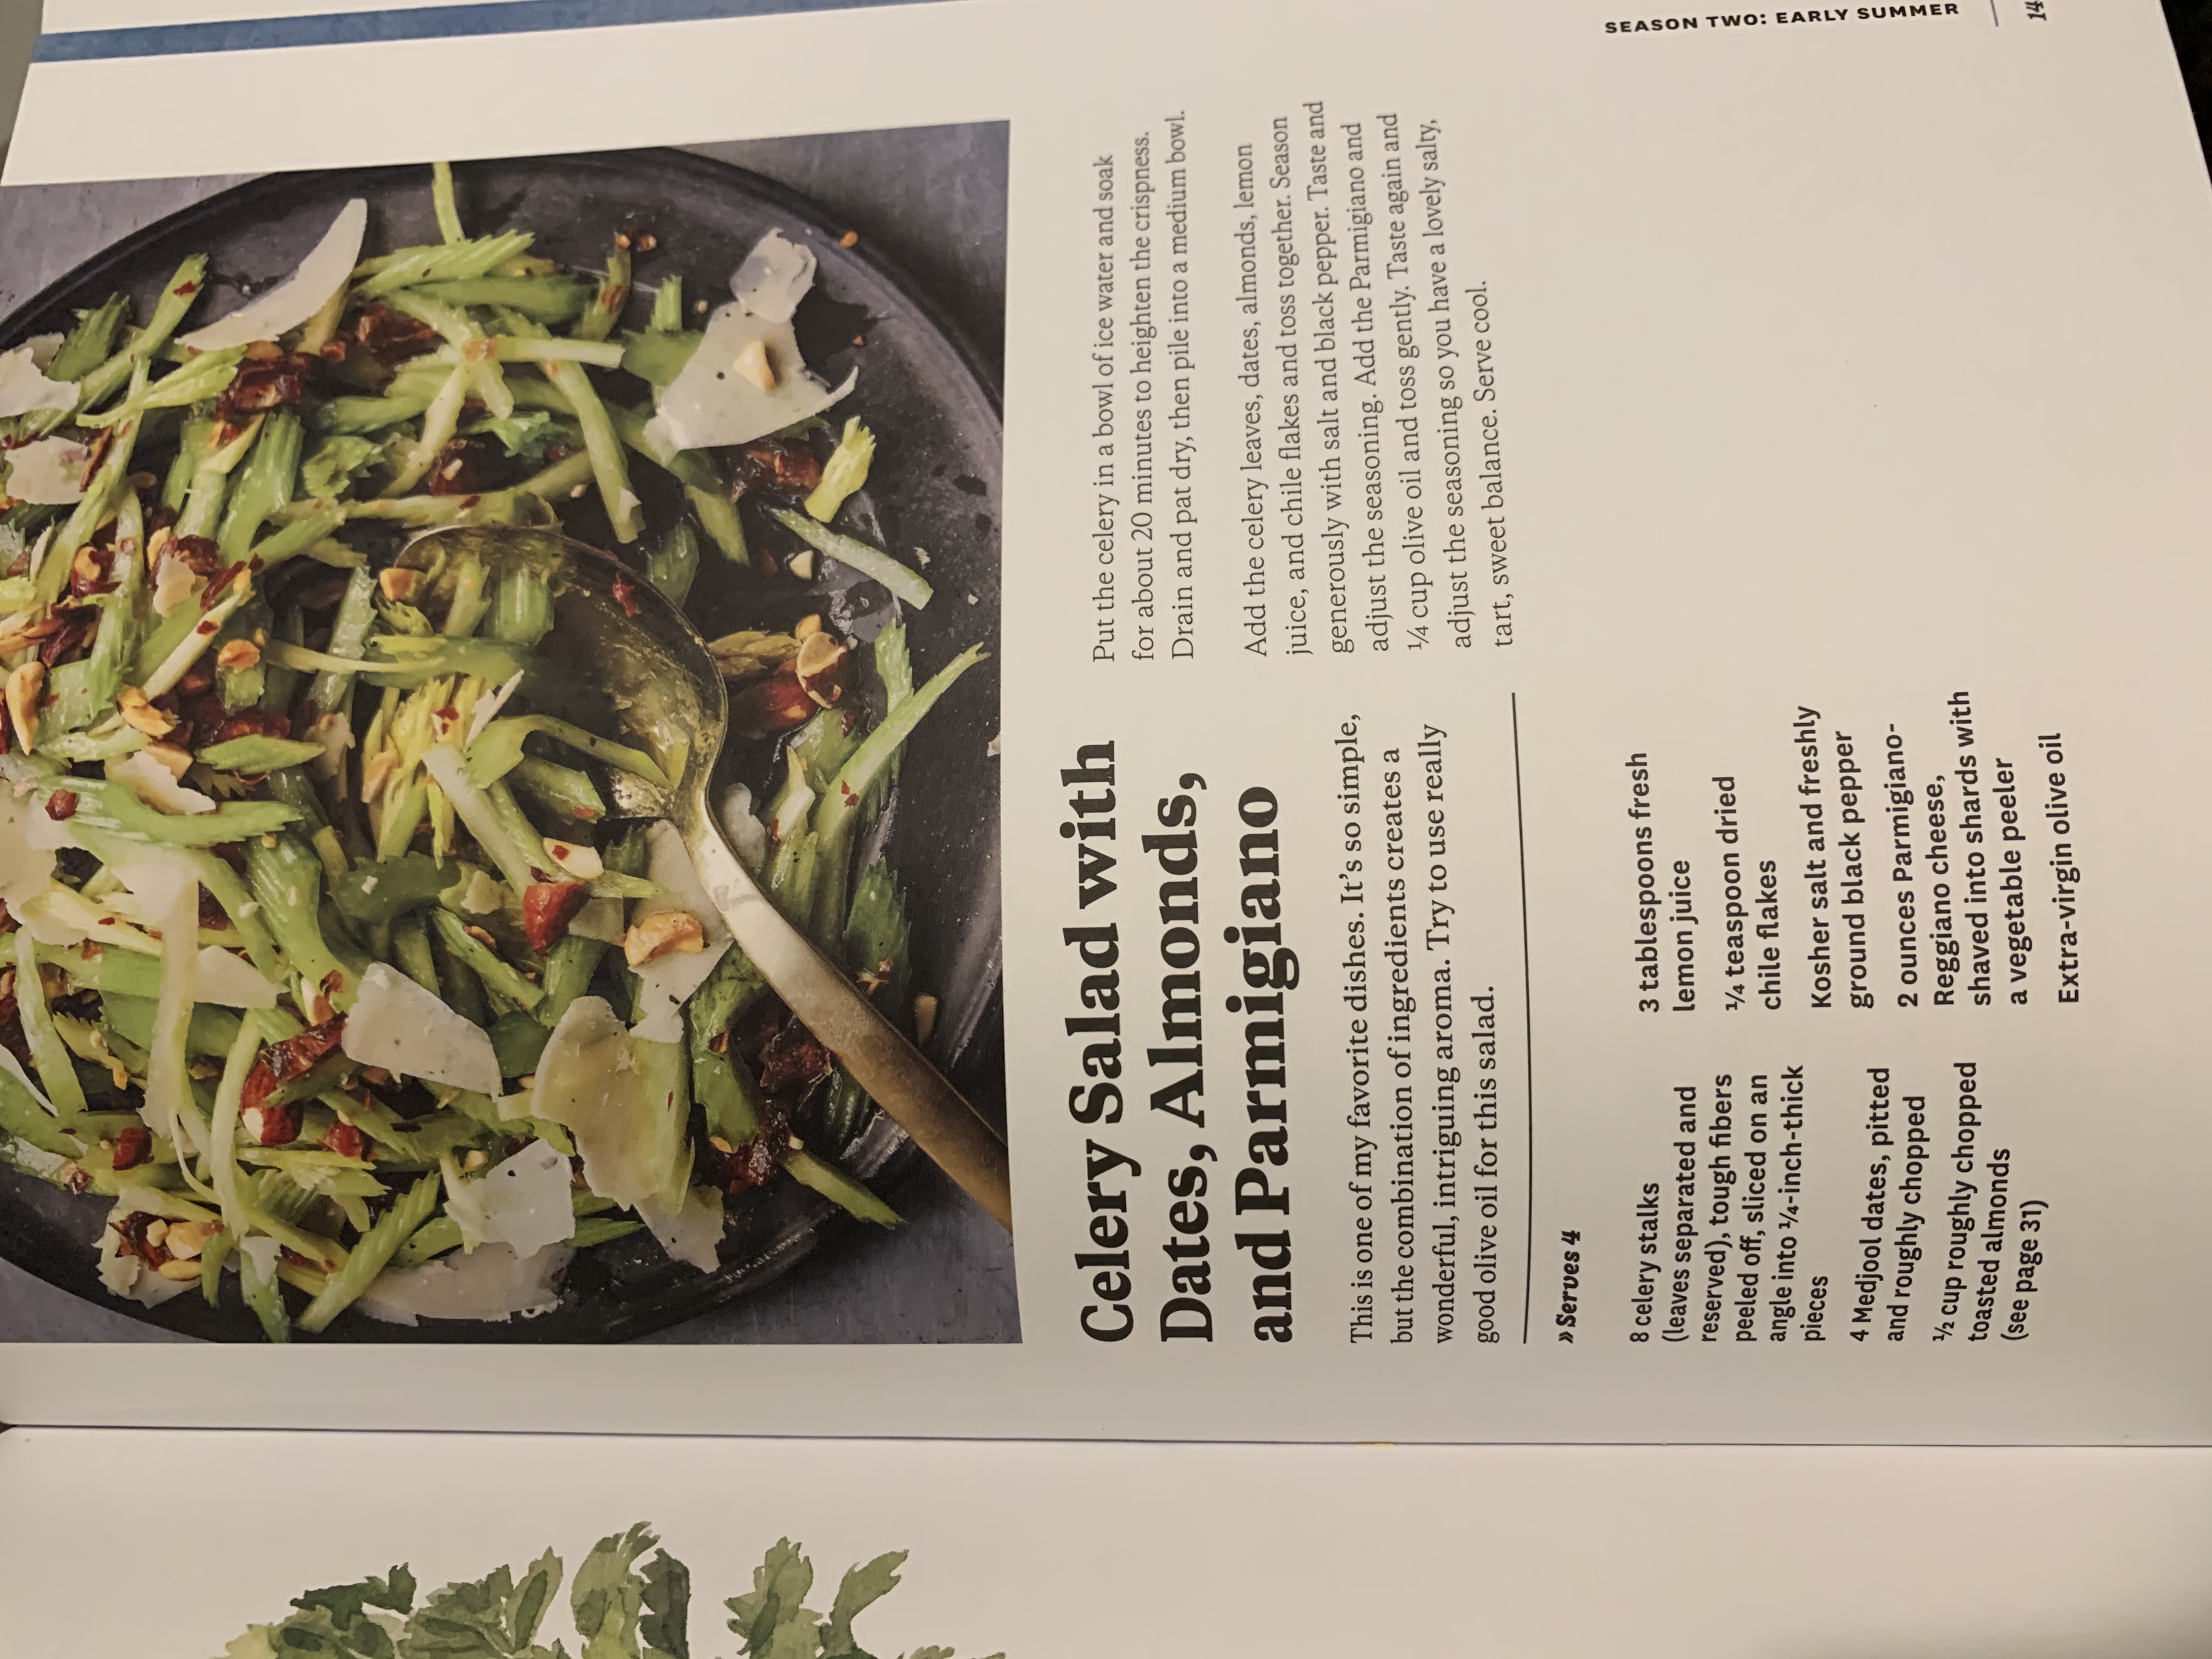 Celery Salad with
Dates, Almonds,
and Parmigiano
This is one of my favorite dishes. It's so simple,
but the combination of ingredients creates a
wonderful, intriguing aroma. Try to use really
good olive oil for this salad.
» Serves 4
8 celery stalks
(leaves separated and
reserved), tough fibers
peeled off, sliced on an
angle into ¼-inch-thick
pieces
4 Medjool dates, pitted
and roughly chopped
½ cup roughly chopped
toasted almonds
(see page 31)
3 tablespoons fresh
lemon juice
¼ teaspoon dried
chile flakes
Kosher salt and freshly
ground black pepper
2 ounces Parmigiano-
Reggiano cheese,
shaved into shards with
a vegetable peeler
Extra-virgin olive oil
Put the celery in a bowl of ice water and soak
for about 20 minutes to heighten the crispness.
Drain and pat dry, then pile into a medium bowl.
Add the celery leaves, dates, almonds, lemon
juice, and chile flakes and toss together. Season
generously with salt and black pepper. Taste and
adjust the seasoning. Add the Parmigiano and
¼ cup olive oil and toss gently. Taste again and
adjust the seasoning so you have a lovely salty,
tart, sweet balance. Serve cool.
SEASON TWO: EARLY SUMMER